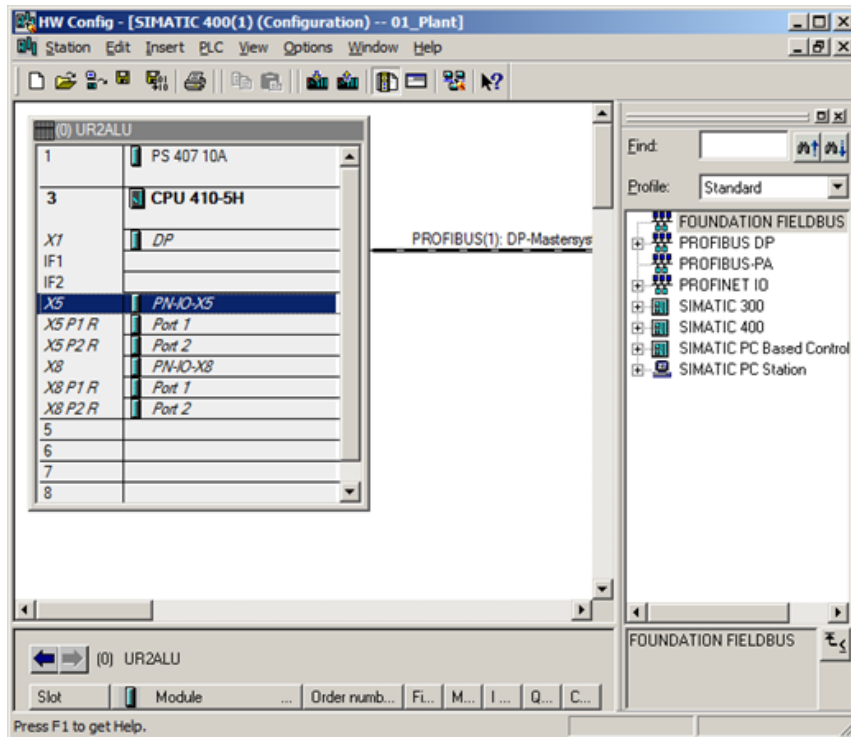 HW Config - [SIMATIC 400(1) (Configuration) -- 01_Plant]
Station Edit Insert PLC View Options Window Help
(0) UR2ALU
1 PS 407 10A
3 CPU 410-5H
X1 DP
IF1
IF2
X5 PN-IO-X5
X5 P1 R Port 1
X5 P2 R Port 2
X8 PN-IO-X8
X8 P1 R Port 1
X8 P2 R Port 2
5
6
7
8
PROFIBUS(1): DP-Mastersys
Find:
Profile: Standard
FOUNDATION FIELDBUS
PROFIBUS DP
PROFIBUS-PA
PROFINET IO
SIMATIC 300
SIMATIC 400
SIMATIC PC Based Control
SIMATIC PC Station
(0) UR2ALU
Slot Module ... Order numb... Fi... M... I ... Q... C...
FOUNDATION FIELDBUS
Press F1 to get Help.